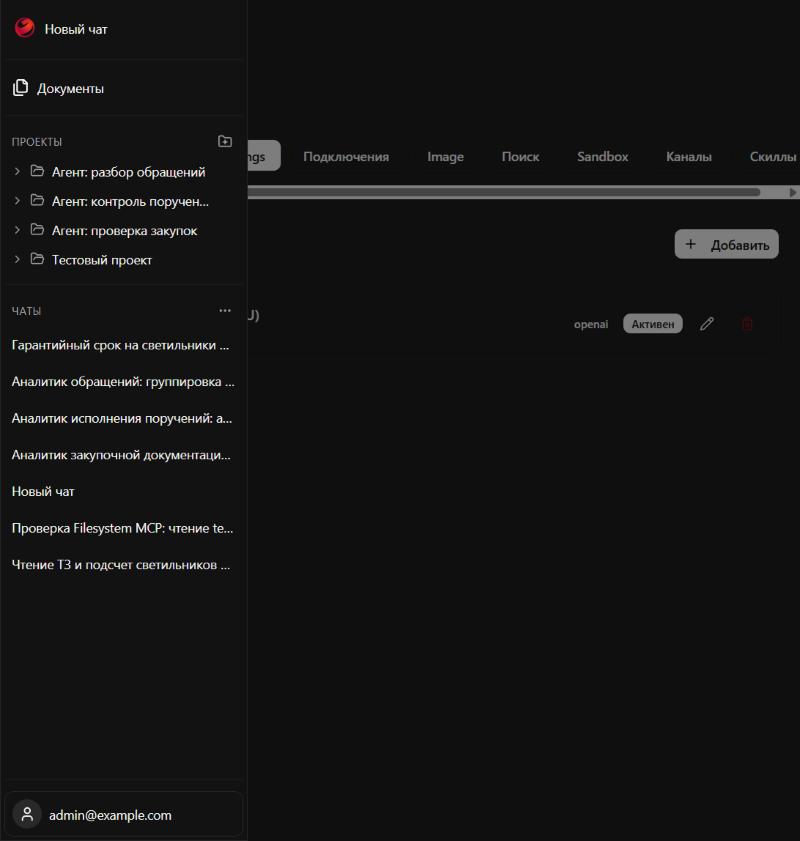 Новый чат
Документы
ПРОЕКТЫ
Агент: разбор обращений
Агент: контроль поручен...
Агент: проверка закупок
Тестовый проект
ЧАТЫ
Гарантийный срок на светильники ...
Аналитик обращений: группировка ...
Аналитик исполнения поручений: а...
Аналитик закупочной документаци...
Новый чат
Проверка Filesystem MCP: чтение te...
Чтение ТЗ и подсчет светильников ...
admin@example.com
ngs Подключения Image Поиск Sandbox Каналы Скиллы
+ Добавить
U)
openai Активен